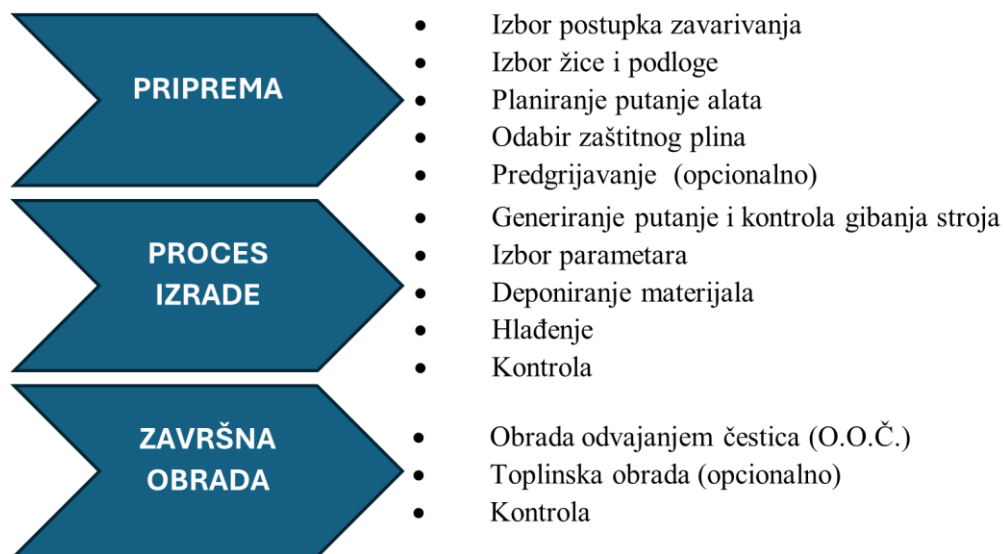 PRIPREMA
• Izbor postupka zavarivanja
• Izbor žice i podloge
• Planiranje putanje alata
• Odabir zaštitnog plina
• Predgrijavanje (opcionalno)
PROCES
IZRADE
• Generiranje putanje i kontrola gibanja stroja
• Izbor parametara
• Deponiranje materijala
• Hlađenje
• Kontrola
ZAVRŠNA
OBRADA
• Obrada odvajanjem čestica (O.O.Č.)
• Toplinska obrada (opcionalno)
• Kontrola